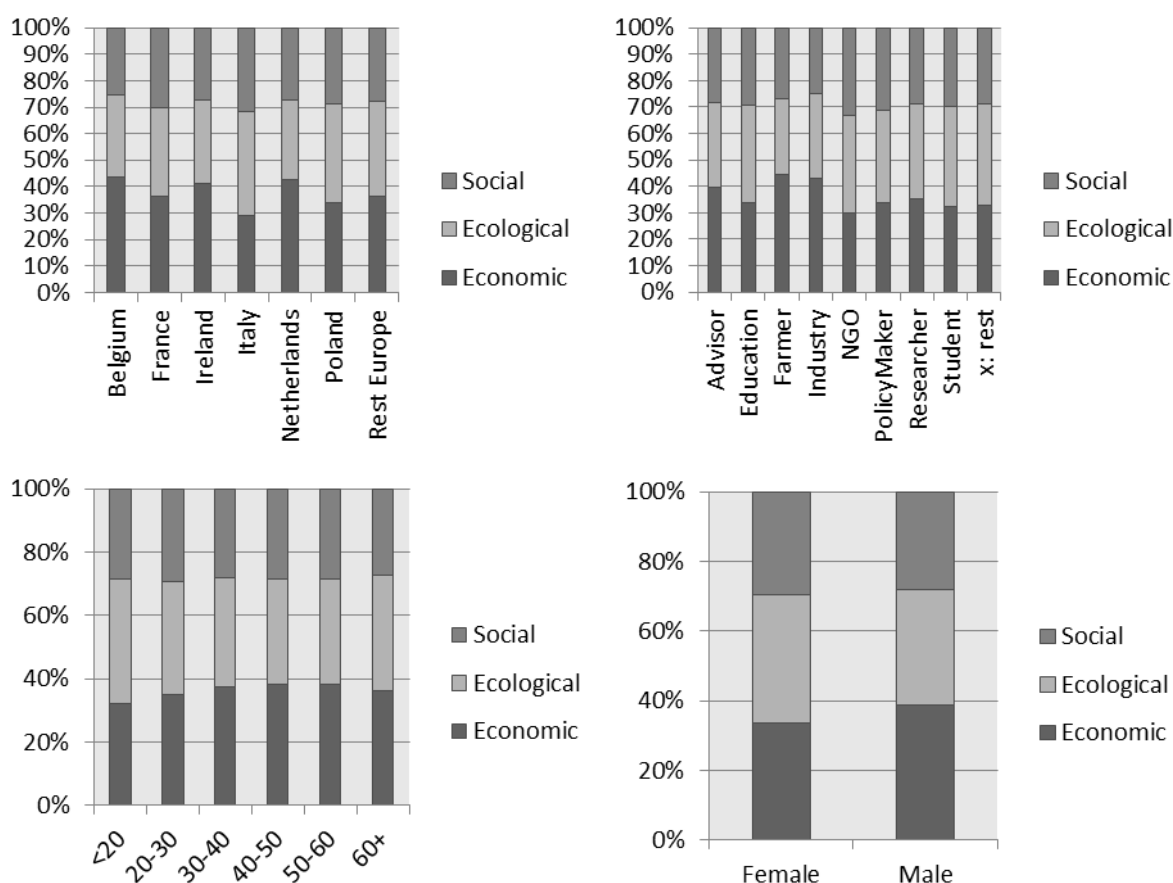 100%
90%
80%
70%
60%
50%
40%
30%
20%
10%
0%
Social
Ecological
Economic
Belgium
France
Ireland
Italy
Netherlands
Poland
Rest Europe
100%
90%
80%
70%
60%
50%
40%
30%
20%
10%
0%
Social
Ecological
Economic
Advisor
Education
Farmer
Industry
NGO
PolicyMaker
Researcher
Student
x: rest
100%
80%
60%
40%
20%
0%
Social
Ecological
Economic
<20
20-30
30-40
40-50
50-60
60+
100%
80%
60%
40%
20%
0%
Social
Ecological
Economic
Female
Male